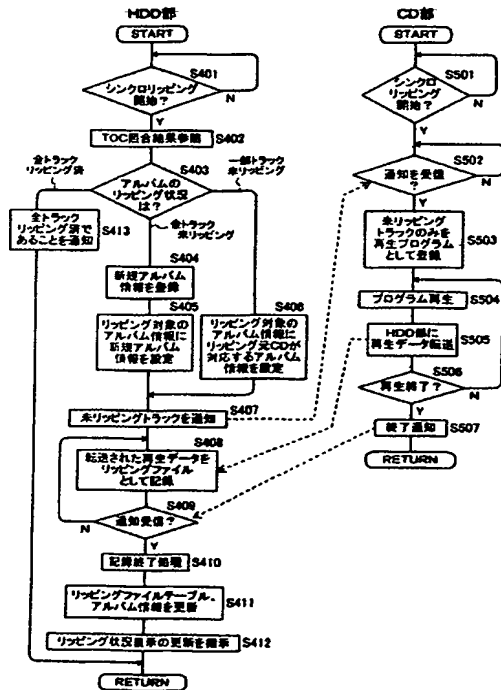 HDD部
START
シンクロリッピング
開始？
S401
N
Y
TOC照合結果参照
S402
アルバムの
リッピング状況
は？
S403
全トラック
リッピング済
一部トラック
未リッピング
全トラック
未リッピング
全トラック
リッピング済で
あることを通知
S413
S404
新規アルバム
情報を登録
S405
リッピング対象の
アルバム情報に
新規アルバム
情報を設定
S406
リッピング対象の
アルバム情報に
リッピング元CDが
対応するアルバム
情報を設定
未リッピングトラックを通知
S407
S408
転送された再生データを
リッピングファイル
として記録
S409
通知受信？
N
Y
記録終了処理
S410
リッピングファイルテーブル、
アルバム情報を更新
S411
リッピング状況表示の更新を指示
S412
RETURN
CD部
START
シンクロ
リッピング
開始？
S501
N
Y
通知を受信
？
S502
N
Y
未リッピング
トラックのみを
再生プログラム
として登録
S503
プログラム再生
S504
HDD部に
再生データ転送
S505
再生終了？
S506
N
Y
終了通知
S507
RETURN